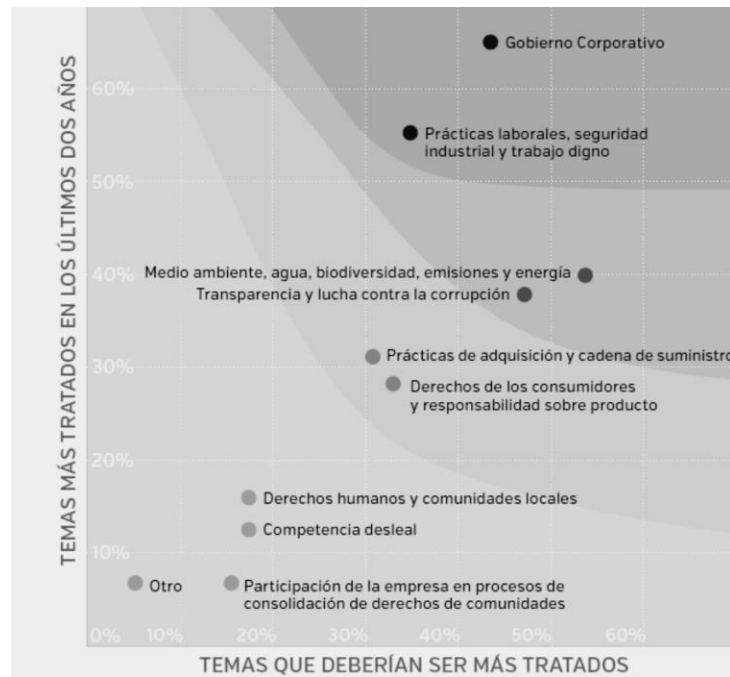 TEMAS MÁS TRATADOS EN LOS ÚLTIMOS DOS AÑOS
Gobierno Corporativo
60%
Prácticas laborales, seguridad
industrial y trabajo digno
50%
Medio ambiente, agua, biodiversidad, emisiones y energía
40%
Transparencia y lucha contra la corrupción
Prácticas de adquisición y cadena de suministro
30%
Derechos de los consumidores
y responsabilidad sobre producto
20%
Derechos humanos y comunidades locales
Competencia desleal
10%
Otro
Participación de la empresa en procesos de
consolidación de derechos de comunidades
0% 10% 20% 30% 40% 50% 60%
TEMAS QUE DEBERÍAN SER MÁS TRATADOS